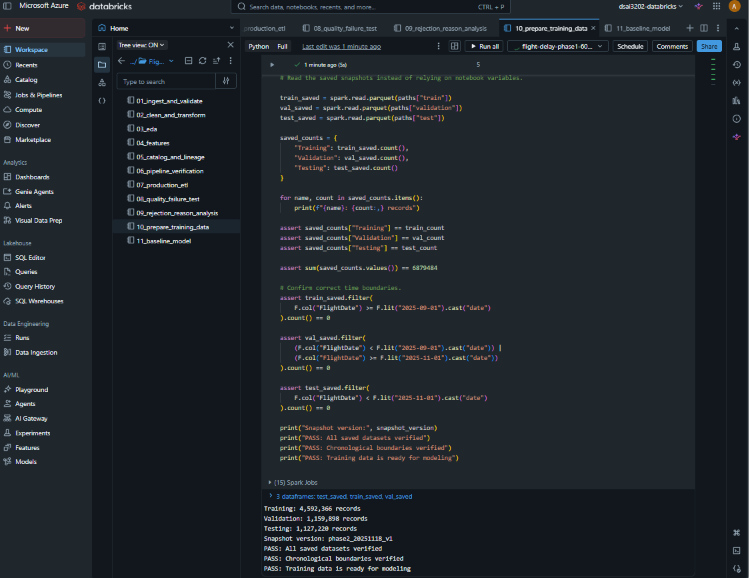 Microsoft Azure
databricks
Search data, notebooks, recents, and more...
CTRL + P
dsai3202-databricks
A
New
Workspace
Recents
Catalog
Jobs & Pipelines
Compute
Discover
Marketplace
Analytics
Dashboards
Genie Agents
Alerts
Visual Data Prep
Lakehouse
SQL Editor
Queries
Query History
SQL Warehouses
Data Engineering
Runs
Data Ingestion
AI/ML
Playground
Agents
AI Gateway
Experiments
Features
Models
Home
Tree view: ON
../ Flig...
Type to search
01_ingest_and_validate
02_clean_and_transform
03_eda
04_features
05_catalog_and_lineage
06_pipeline_verification
07_production_etl
08_quality_failure_test
09_rejection_reason_analysis
10_prepare_training_data
11_baseline_model
production_etl
08_quality_failure_test
09_rejection_reason_analysis
10_prepare_training_data
11_baseline_model
Python Full Last edit was 1 minute ago
Run all
flight-delay-phase1-60...
Schedule
Comments
Share
1 minute ago (5s)
5
# Read the saved snapshots instead of relying on notebook variables.
train_saved = spark.read.parquet(paths["train"])
val_saved = spark.read.parquet(paths["validation"])
test_saved = spark.read.parquet(paths["test"])
saved_counts = {
"Training": train_saved.count(),
"Validation": val_saved.count(),
"Testing": test_saved.count()
}
for name, count in saved_counts.items():
print(f"{name}: {count:,} records")
assert saved_counts["Training"] == train_count
assert saved_counts["Validation"] == val_count
assert saved_counts["Testing"] == test_count
assert sum(saved_counts.values()) == 6879484
# Confirm correct time boundaries.
assert train_saved.filter(
F.col("FlightDate") >= F.lit("2025-09-01").cast("date")
).count() == 0
assert val_saved.filter(
(F.col("FlightDate") < F.lit("2025-09-01").cast("date")) |
(F.col("FlightDate") >= F.lit("2025-11-01").cast("date"))
).count() == 0
assert test_saved.filter(
F.col("FlightDate") < F.lit("2025-11-01").cast("date")
).count() == 0
print("Snapshot version:", snapshot_version)
print("PASS: All saved datasets verified")
print("PASS: Chronological boundaries verified")
print("PASS: Training data is ready for modeling")
(15) Spark Jobs
3 dataframes: test_saved, train_saved, val_saved
Training: 4,592,366 records
Validation: 1,159,898 records
Testing: 1,127,220 records
Snapshot version: phase2_20251118_v1
PASS: All saved datasets verified
PASS: Chronological boundaries verified
PASS: Training data is ready for modeling